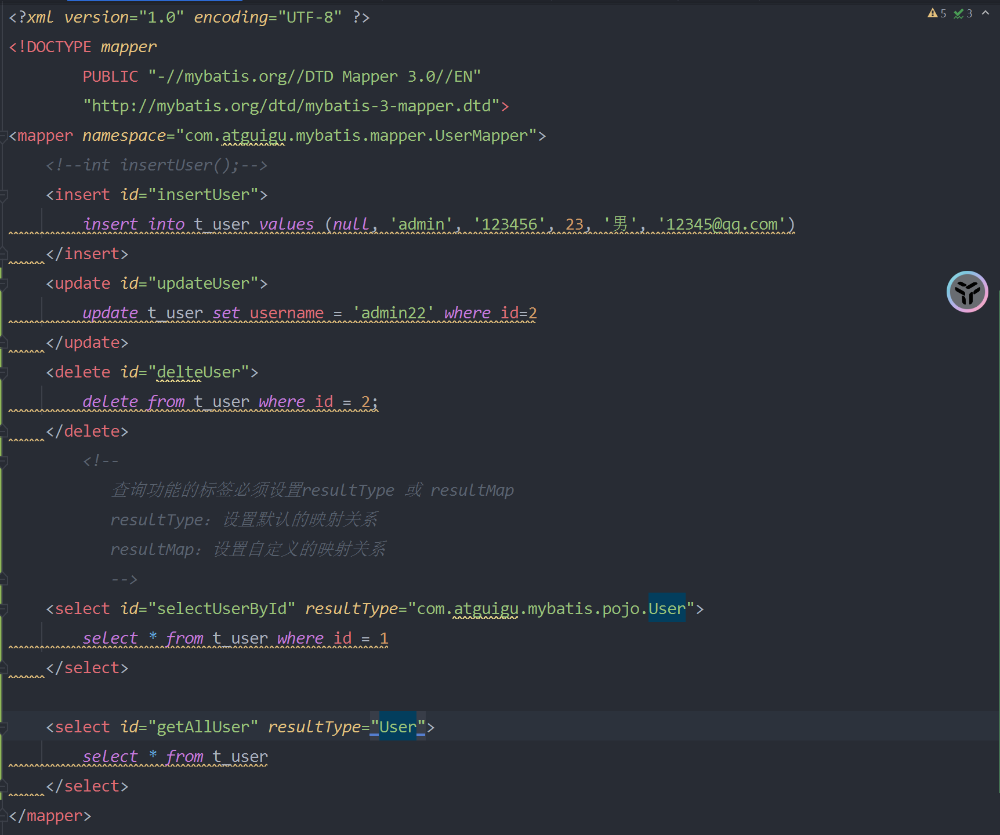 <?xml version="1.0" encoding="UTF-8" ?>
5 3
<!DOCTYPE mapper
PUBLIC "-//mybatis.org//DTD Mapper 3.0//EN"
"http://mybatis.org/dtd/mybatis-3-mapper.dtd">
<mapper namespace="com.atguigu.mybatis.mapper.UserMapper">
<!--int insertUser();-->
<insert id="insertUser">
insert into t_user values (null, 'admin', '123456', 23, '男', '12345@qq.com')
</insert>
<update id="updateUser">
update t_user set username = 'admin22' where id=2
</update>
<delete id="delteUser">
delete from t_user where id = 2;
</delete>
<!--
查询功能的标签必须设置resultType 或 resultMap
resultType：设置默认的映射关系
resultMap：设置自定义的映射关系
-->
<select id="selectUserById" resultType="com.atguigu.mybatis.pojo.User">
select * from t_user where id = 1
</select>
<select id="getAllUser" resultType="User">
select * from t_user
</select>
</mapper>